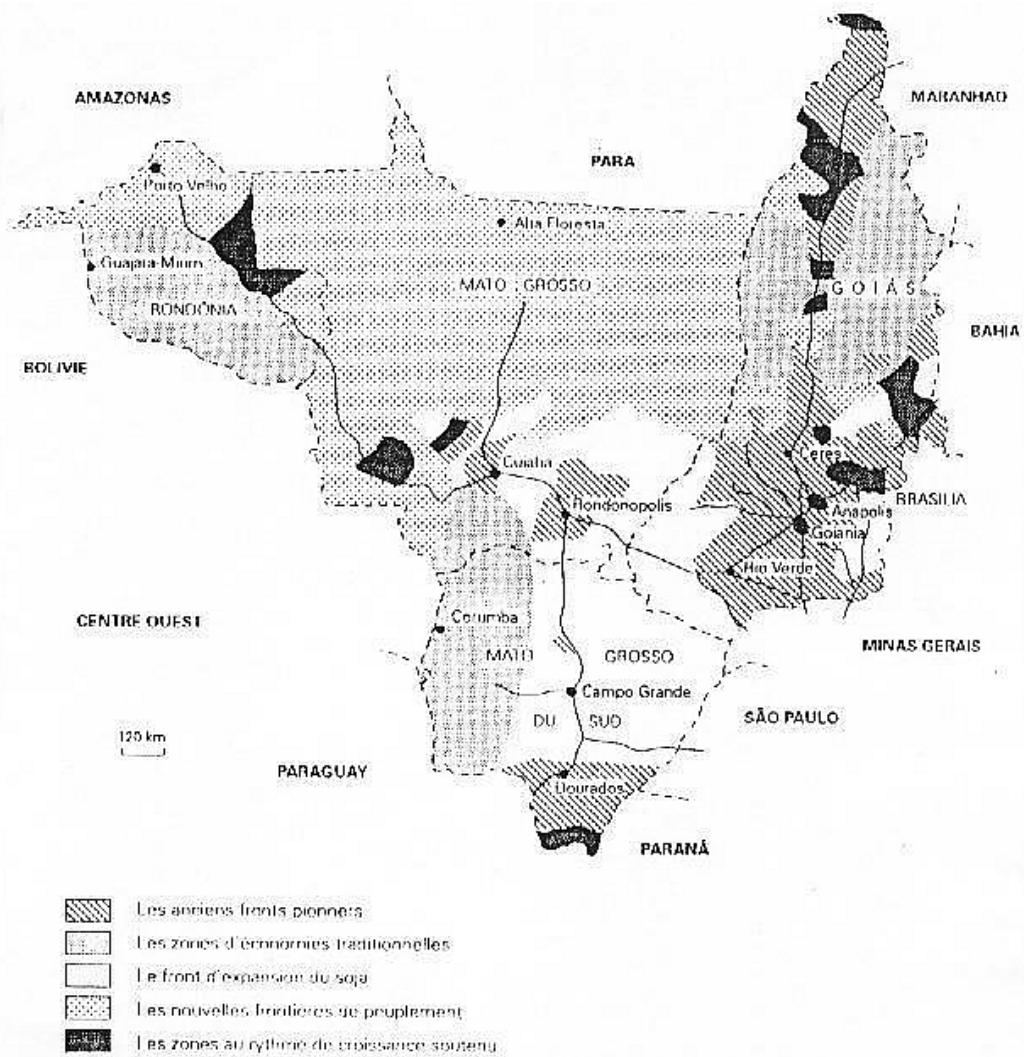 AMAZONAS
MARANHAO
PARA
Porto Velho
Alta Floresta
Guajara-Mirim
MATO GROSSO
GOIÁS
RONDÔNIA
BAHIA
BOLIVIE
Ceres
Cuiaba
Rondonopolis
BRASILIA
Anapolis
Goiania
Rio Verde
CENTRE OUEST
Corumba
MINAS GERAIS
MATO GROSSO
Campo Grande
DU SUD
SÃO PAULO
120 km
PARAGUAY
Dourados
PARANÁ
Les anciens fronts pionners
Les zones d'économies traditionnelles
Le front d'expansion du soja
Les nouvelles frontières de peuplement
Les zones au rythme de croissance soutenu